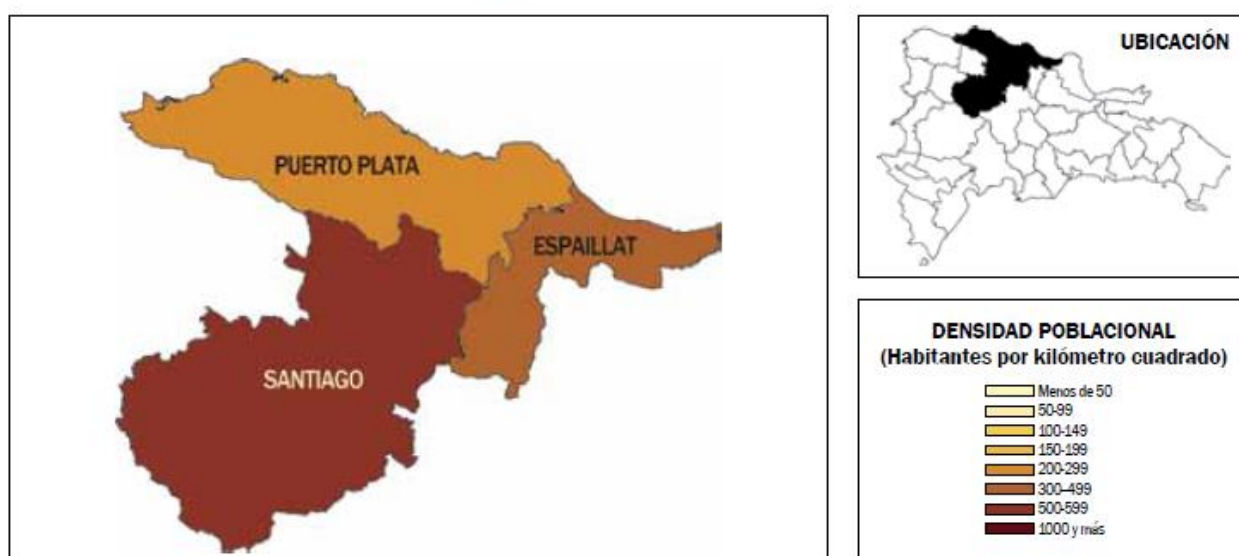 PUERTO PLATA
ESPAILLAT
SANTIAGO
UBICACIÓN
DENSIDAD POBLACIONAL
(Habitantes por kilómetro cuadrado)
Menos de 50
50-99
100-149
150-199
200-299
300-499
500-599
1000 y más